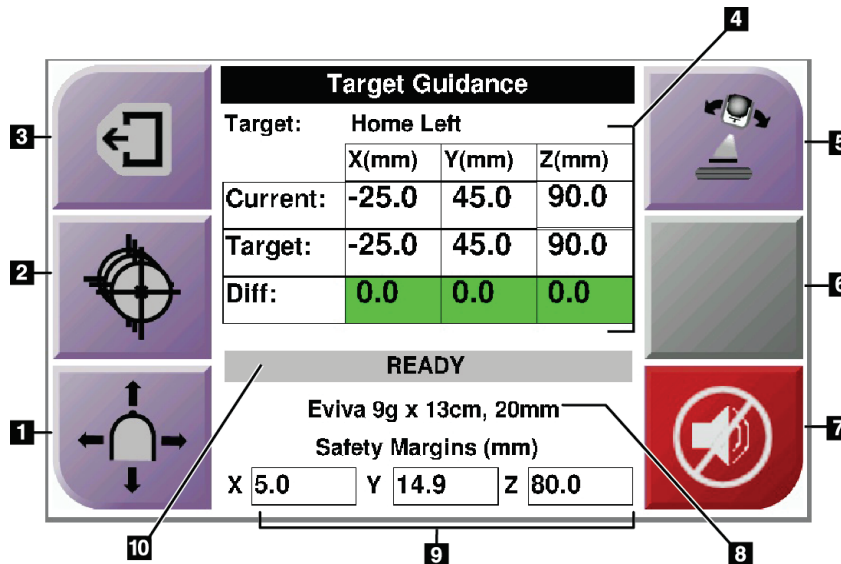 4
Target Guidance
3
Target: Home Left
5
X(mm) Y(mm) Z(mm)
Current: -25.0 45.0 90.0
Target: -25.0 45.0 90.0
2
6
Diff: 0.0 0.0 0.0
READY
Eviva 9g x 13cm, 20mm
1
7
Safety Margins (mm)
X 5.0 Y 14.9 Z 80.0
10
9
8